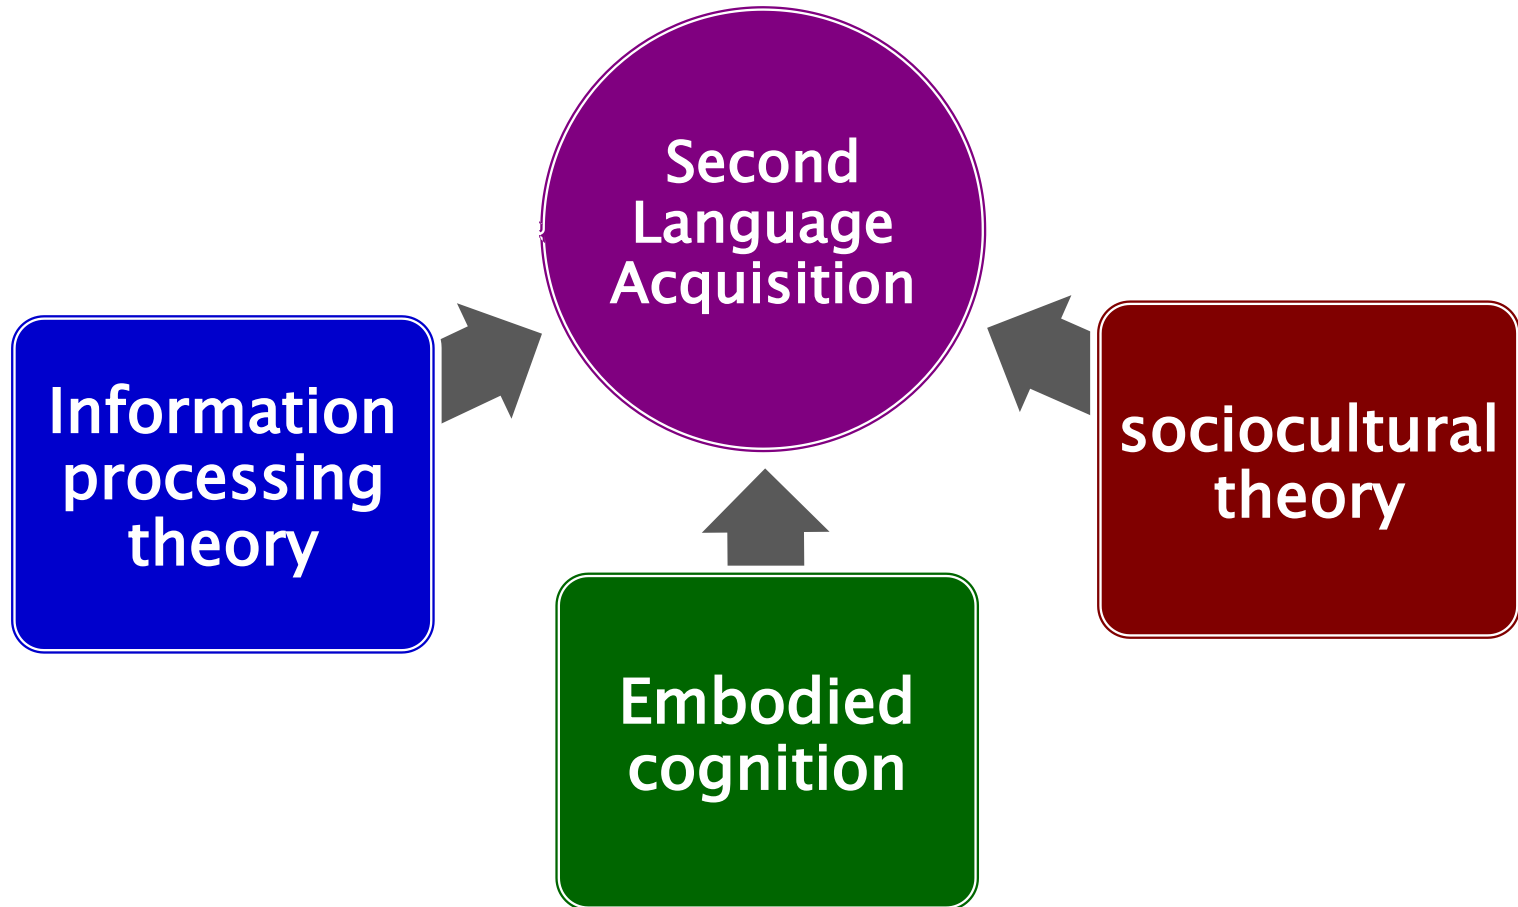 Second
Language
Acquisition
Information
processing
theory
sociocultural
theory
Embodied
cognition